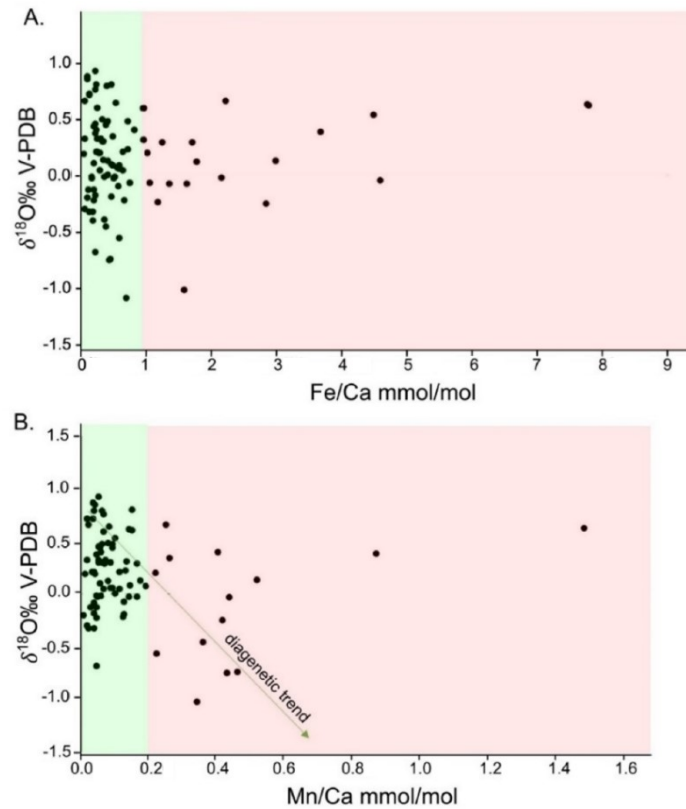 A.
δ18O‰ V-PDB
1.0
0.5
0.0
-0.5
-1.0
-1.5
0 1 2 3 4 5 6 7 8 9
Fe/Ca mmol/mol
B.
δ18O‰ V-PDB
1.5
1.0
0.5
0.0
-0.5
-1.0
-1.5
diagenetic trend
0.0 0.2 0.4 0.6 0.8 1.0 1.2 1.4 1.6
Mn/Ca mmol/mol